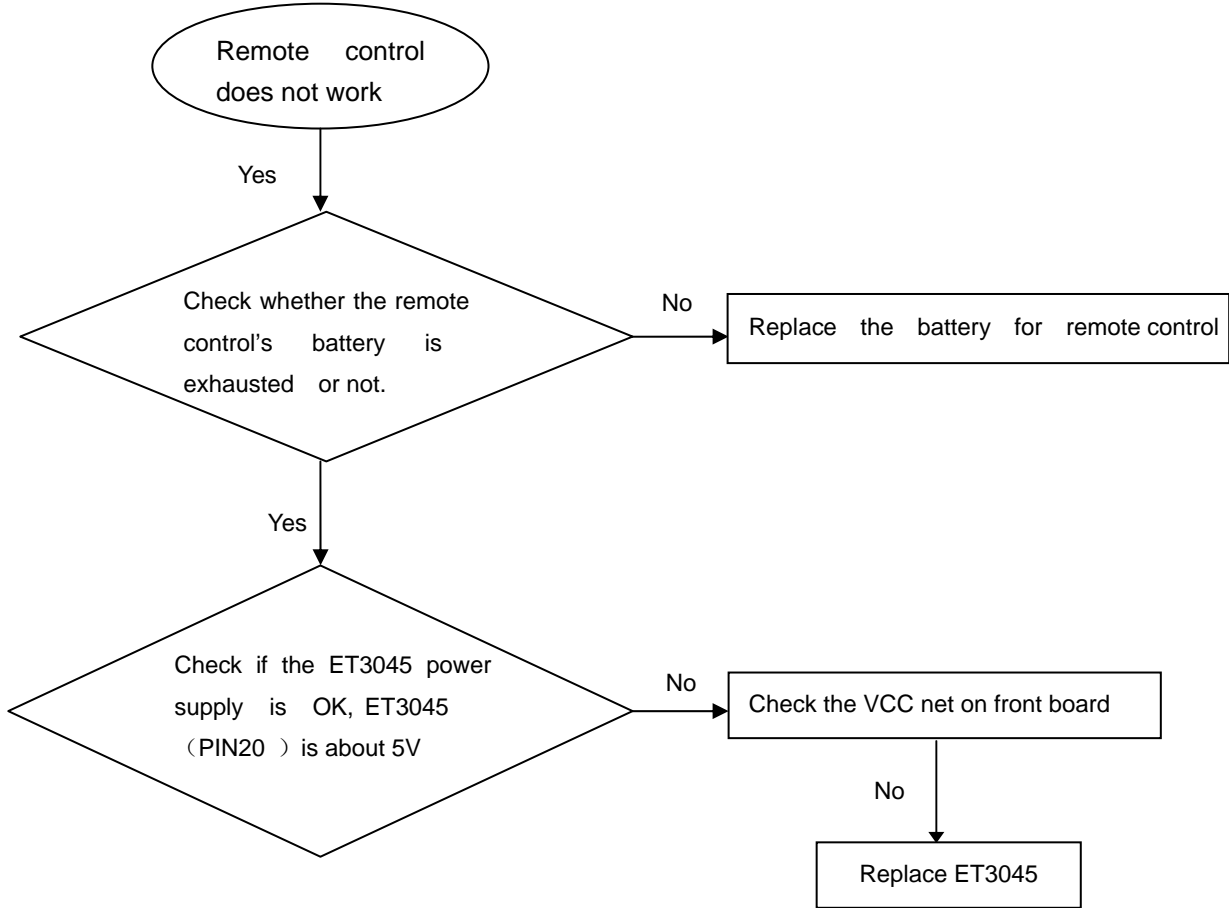 Remote control
does not work
Yes
Check whether the remote
control's battery is
exhausted or not.
No
Replace the battery for remote control
Yes
Check if the ET3045 power
supply is OK, ET3045
（PIN20 ）is about 5V
No
Check the VCC net on front board
No
Replace ET3045